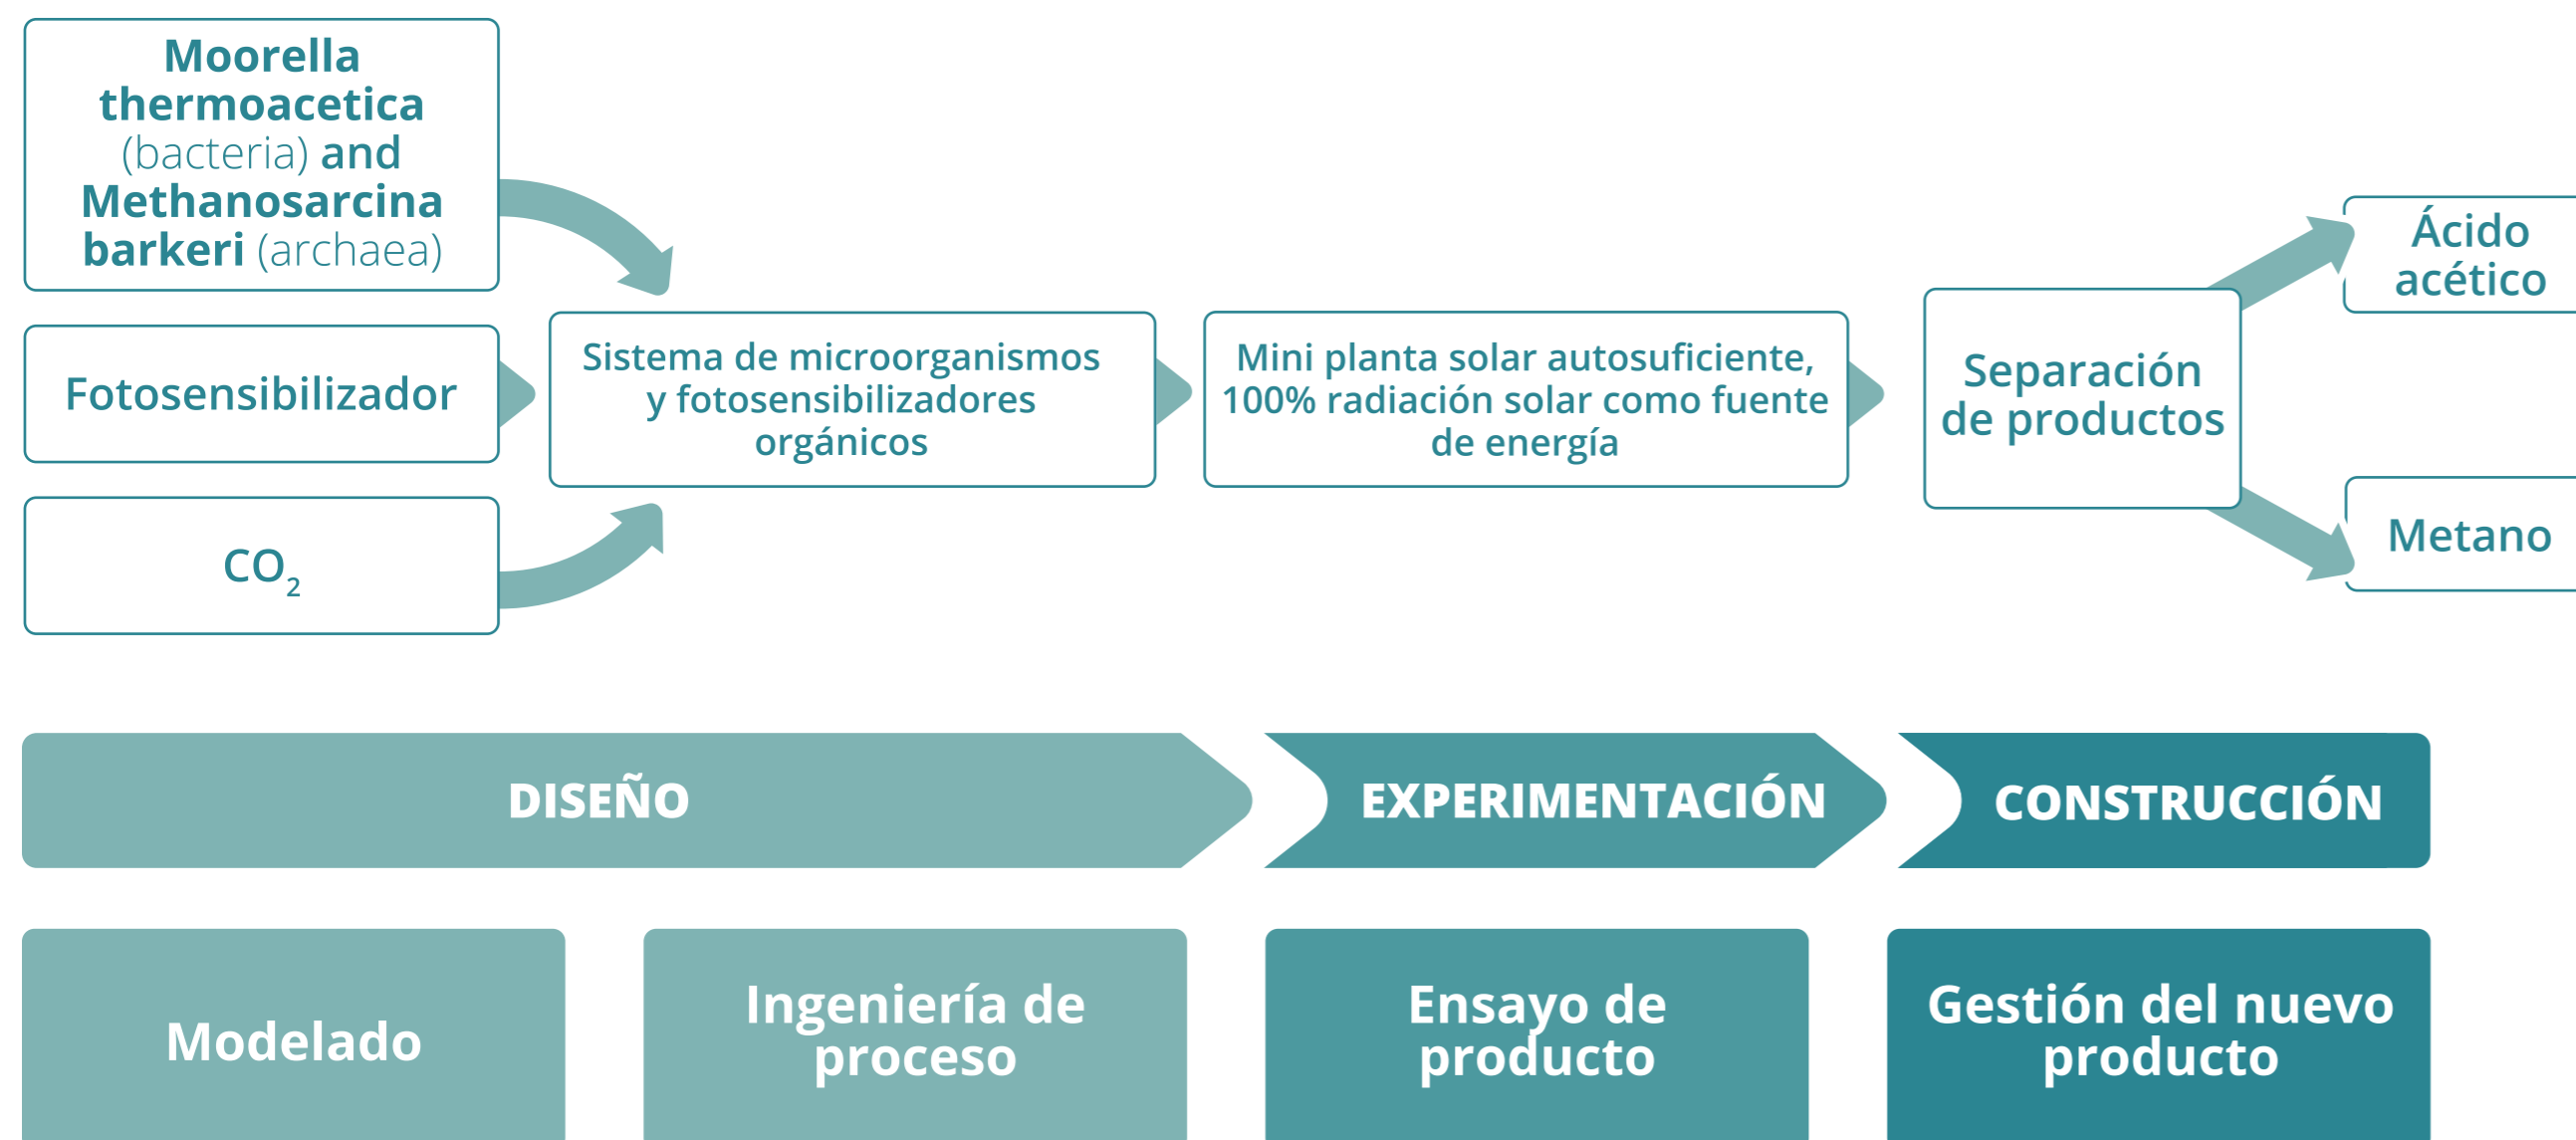 Moorella
thermoacetica
(bacteria) and
Methanosarcina
barkeri (archaea)
Fotosensibilizador
CO₂
Sistema de microorganismos
y fotosensibilizadores
orgánicos
Mini planta solar autosuficiente,
100% radiación solar como fuente
de energía
Separación
de productos
Ácido
acético
Metano
DISEÑO
EXPERIMENTACIÓN
CONSTRUCCIÓN
Modelado
Ingeniería de
proceso
Ensayo de
producto
Gestión del nuevo
producto